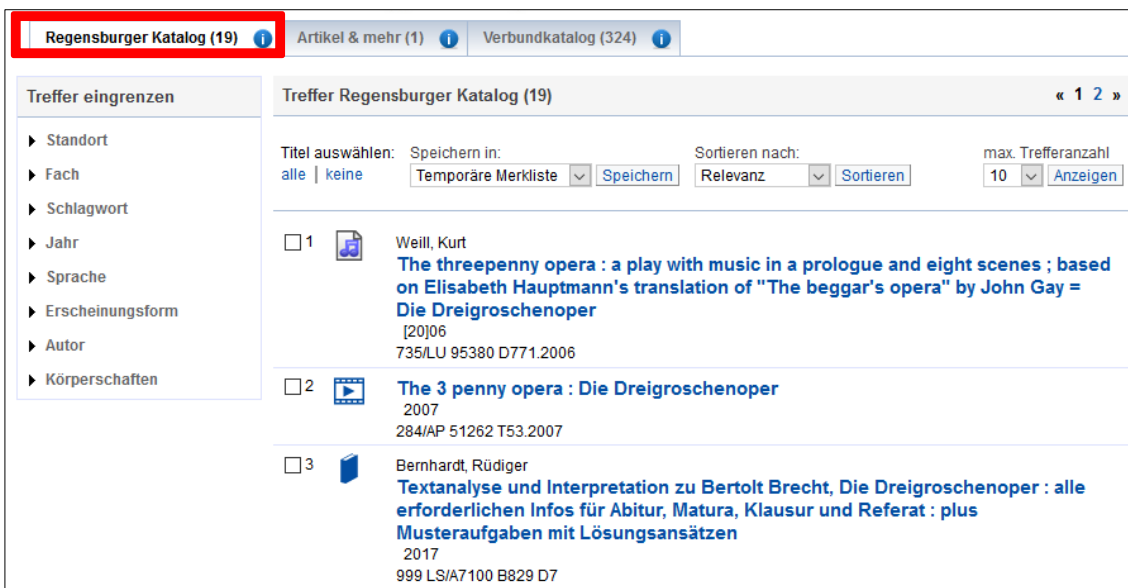 Regensburger Katalog (19) i Artikel & mehr (1) i Verbundkatalog (324) i
Treffer eingrenzen
Standort
Fach
Schlagwort
Jahr
Sprache
Erscheinungsform
Autor
Körperschaften
Treffer Regensburger Katalog (19) « 1 2 »
Titel auswählen: Speichern in: Sortieren nach: max. Trefferanzahl
alle | keine Temporäre Merkliste Speichern Relevanz Sortieren 10 Anzeigen
1 Weill, Kurt
The threepenny opera : a play with music in a prologue and eight scenes ; based
on Elisabeth Hauptmann's translation of "The beggar's opera" by John Gay =
Die Dreigroschenoper
[20]06
735/LU 95380 D771.2006
2 The 3 penny opera : Die Dreigroschenoper
2007
284/AP 51262 T53.2007
3 Bernhardt, Rüdiger
Textanalyse und Interpretation zu Bertolt Brecht, Die Dreigroschenoper : alle
erforderlichen Infos für Abitur, Matura, Klausur und Referat : plus
Musteraufgaben mit Lösungsansätzen
2017
999 LS/A7100 B829 D7